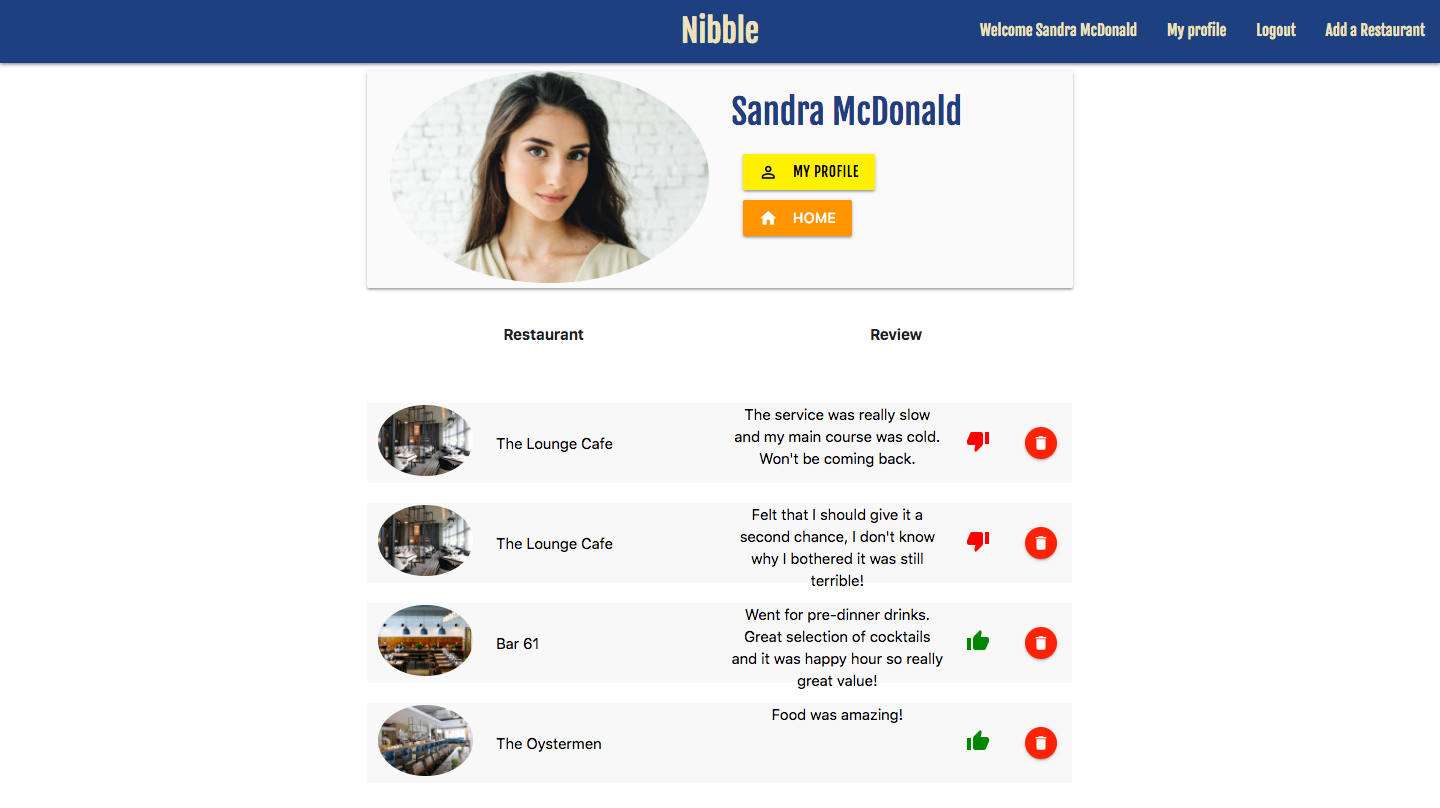 Nibble
Welcome Sandra McDonald
My profile
Logout
Add a Restaurant
Sandra McDonald
MY PROFILE
HOME
Restaurant
Review
The Lounge Cafe
The service was really slow
and my main course was cold.
Won't be coming back.
The Lounge Cafe
Felt that I should give it a
second chance, I don't know
why I bothered it was still
terrible!
Bar 61
Went for pre-dinner drinks.
Great selection of cocktails
and it was happy hour so really
great value!
The Oystermen
Food was amazing!